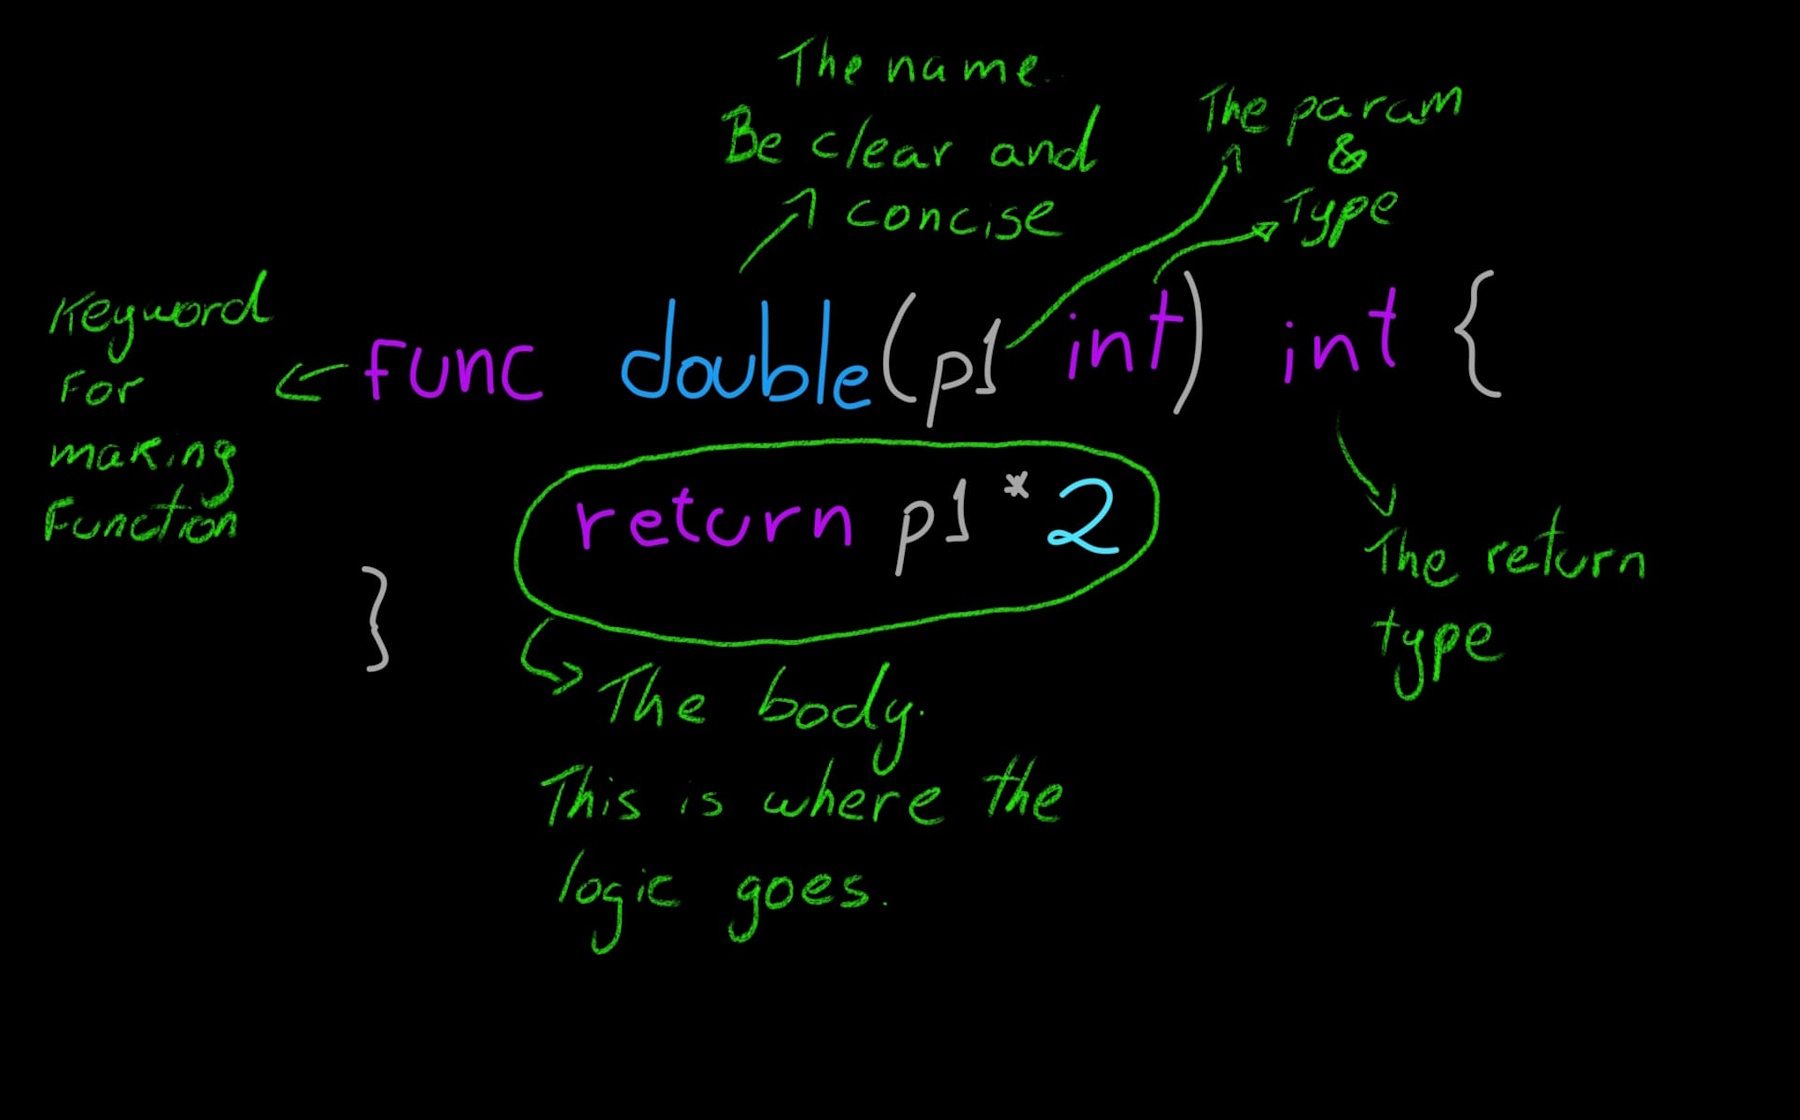 The name.
Be clear and
concise
The param
&
Type
Keyword
For
making
Function
func double(p1 int) int {
return p1 * 2
}
The return
type
The body.
This is where the
logic goes.